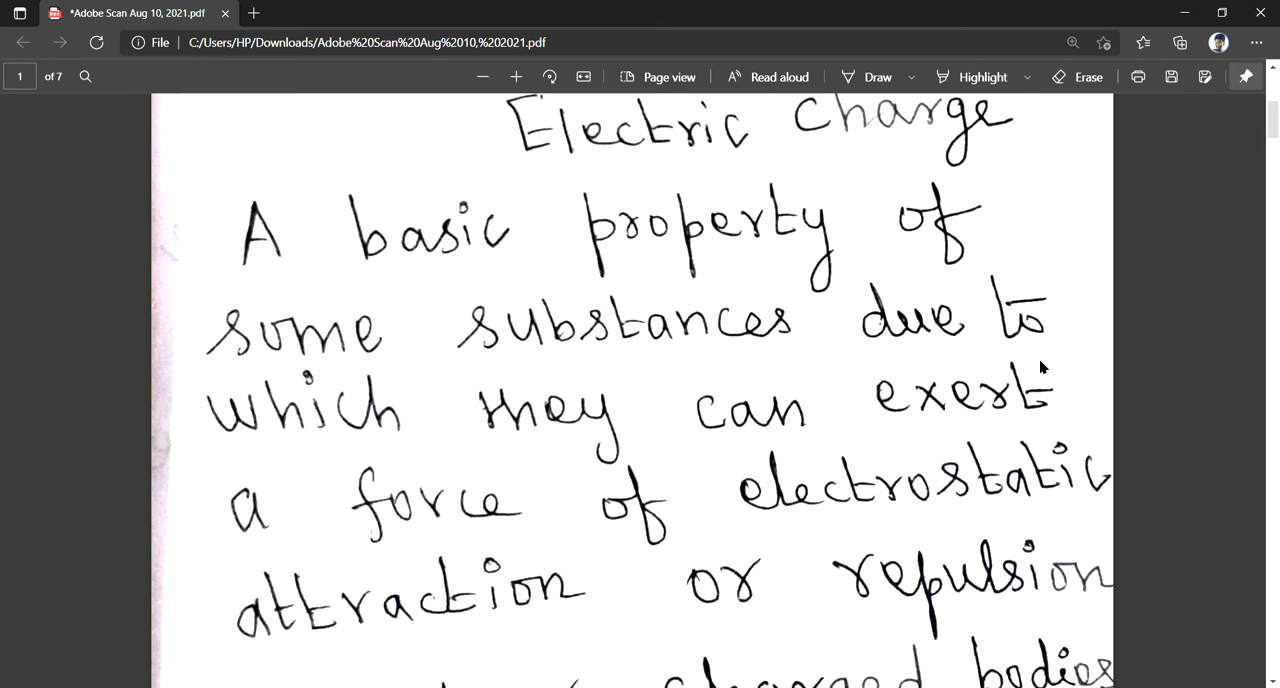 *Adobe Scan Aug 10, 2021.pdf
File | C:/Users/HP/Downloads/Adobe%20Scan%20Aug%2010,%202021.pdf
1 of 7 Page view Read aloud Draw Highlight Erase
Electric Charge
A basic property of
some substances due to
which they can exert
a force of electrostatic
attraction or repulsion
charged bodies